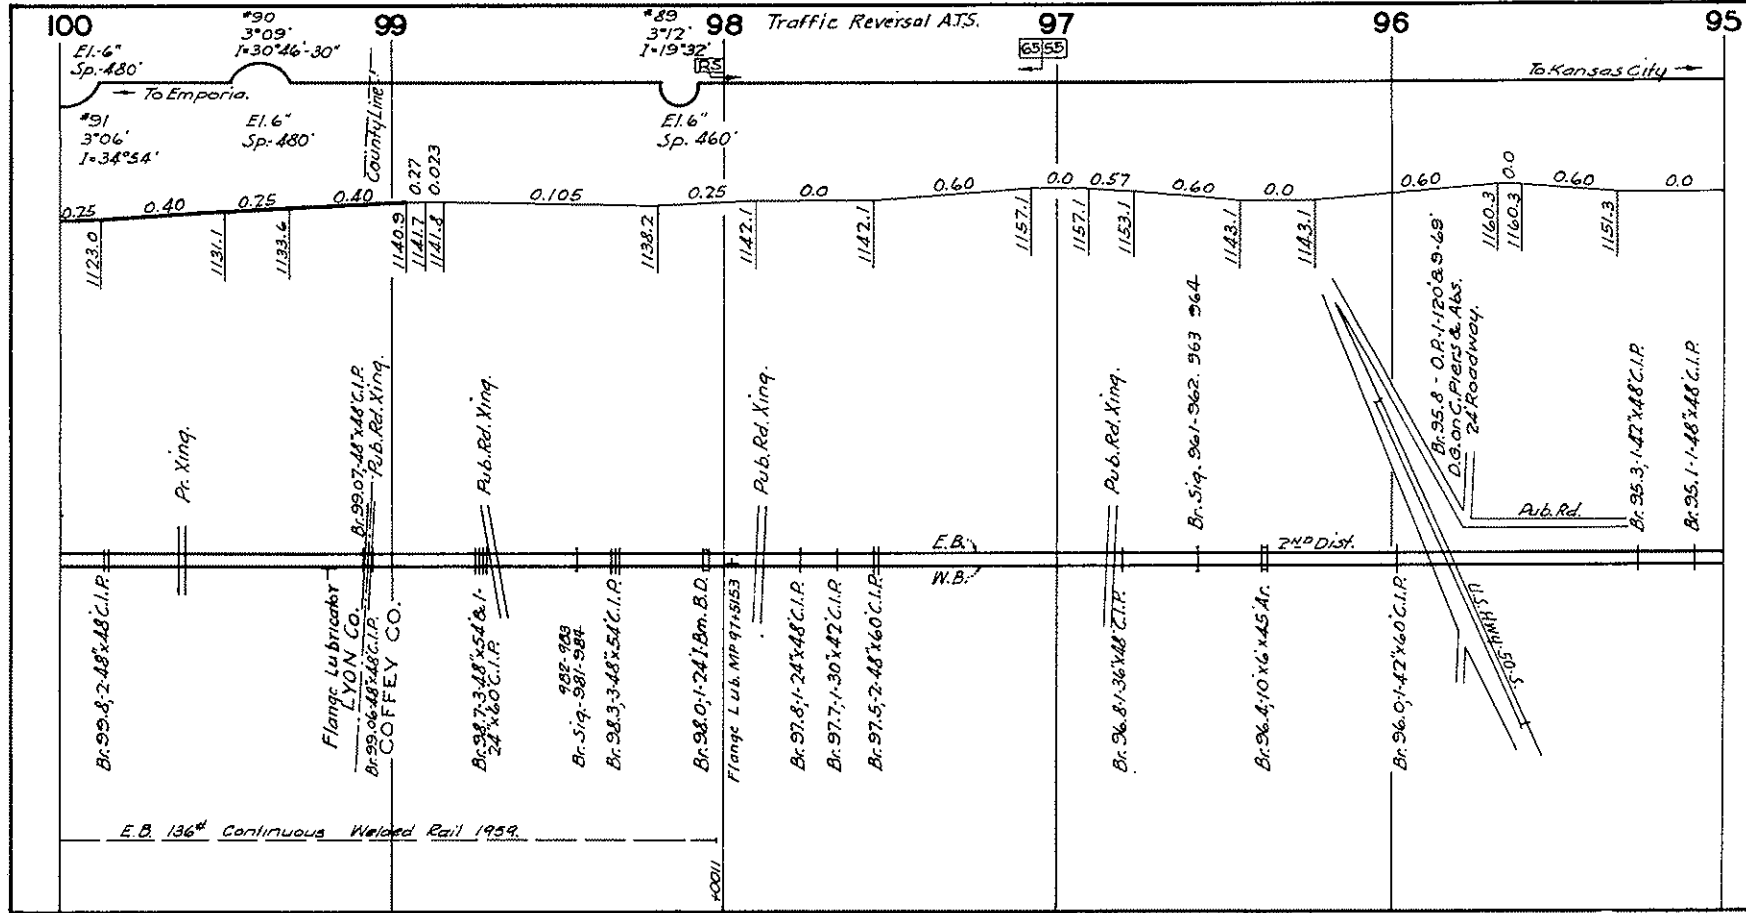 100 99 98 97 96 95
#90
3°09'
I=30°46'-30"
#89
3°12'
I=19°32'
Traffic Reversal A.T.S.
El.-6"
Sp.-480'
RS
65 55
To Emporia.
To Kansas City
#91
3°06'
I=34°54'
El.6"
Sp.-480'
County Line
El.6"
Sp. 460'
0.25 0.40 0.25 0.40 0.27 0.023 0.105 0.25 0.0 0.60 0.0 0.57 0.60 0.0 0.60 0.0 0.60 0.0
1123.0 1131.1 1133.6 1140.9 1141.7 1141.8 1138.2 1142.1 1142.1 1157.1 1157.1 1153.1 1143.1 1143.1 1160.3 1160.3 1151.3
Pr. Xing.
Br.99.07,-48"x48'C.I.P.
Pub.Rd.Xing.
Pub.Rd.Xing.
Pub.Rd.Xing.
Pub.Rd.Xing.
Br.Sig.-961-962 963 964
Br.95.8 - O.P.1-120'&9-69'
D.G.on C.Piers & Abs.
24'Roadway.
Pub.Rd.
Br.95.3,1-42"x48'C.I.P.
Br.95.1-1-48"x48'C.I.P.
E.B.
W.B.
2ND Dist.
Br.99.8,-2-48"x48'C.I.P.
Flange Lubricator
LYON Co.
Br.99.06-48"x48'C.I.P.
COFFEY CO.
Br.98.7,-3-48"x54'&1-
24"x60'C.I.P.
982-983
Br.Sig.-981-984
Br.98.3,3-48"x54'C.I.P.
Br.98.0,-1-24'I-Bm.B.D.
Flange Lub. MP 97+5153
Br.97.8,1-24"x48'C.I.P.
Br.97.7,1-30"x42'C.I.P.
Br.97.5,-2-48"x60'C.I.P.
Br.96.8-1-36"x48'C.I.P.
Br.96.4,-10'x6'x45'Ar.
Br.96.0,-1-42"x60'C.I.P.
U.S. HWY. 50-S.
E.B. 136# Continuous Welded Rail 1959.
+0011